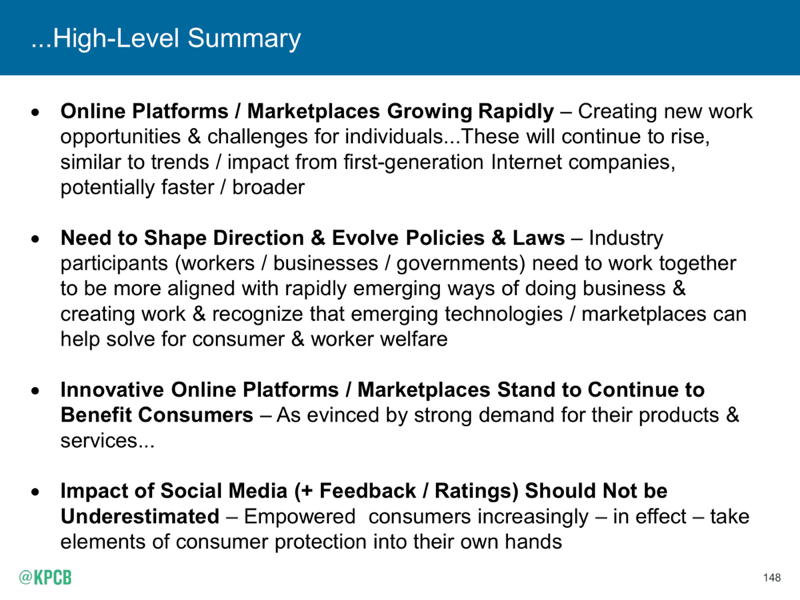 ...High-Level Summary
• Online Platforms / Marketplaces Growing Rapidly – Creating new work
opportunities & challenges for individuals...These will continue to rise,
similar to trends / impact from first-generation Internet companies,
potentially faster / broader
• Need to Shape Direction & Evolve Policies & Laws – Industry
participants (workers / businesses / governments) need to work together
to be more aligned with rapidly emerging ways of doing business &
creating work & recognize that emerging technologies / marketplaces can
help solve for consumer & worker welfare
• Innovative Online Platforms / Marketplaces Stand to Continue to
Benefit Consumers – As evinced by strong demand for their products &
services...
• Impact of Social Media (+ Feedback / Ratings) Should Not be
Underestimated – Empowered  consumers increasingly – in effect – take
elements of consumer protection into their own hands
@KPCB
148